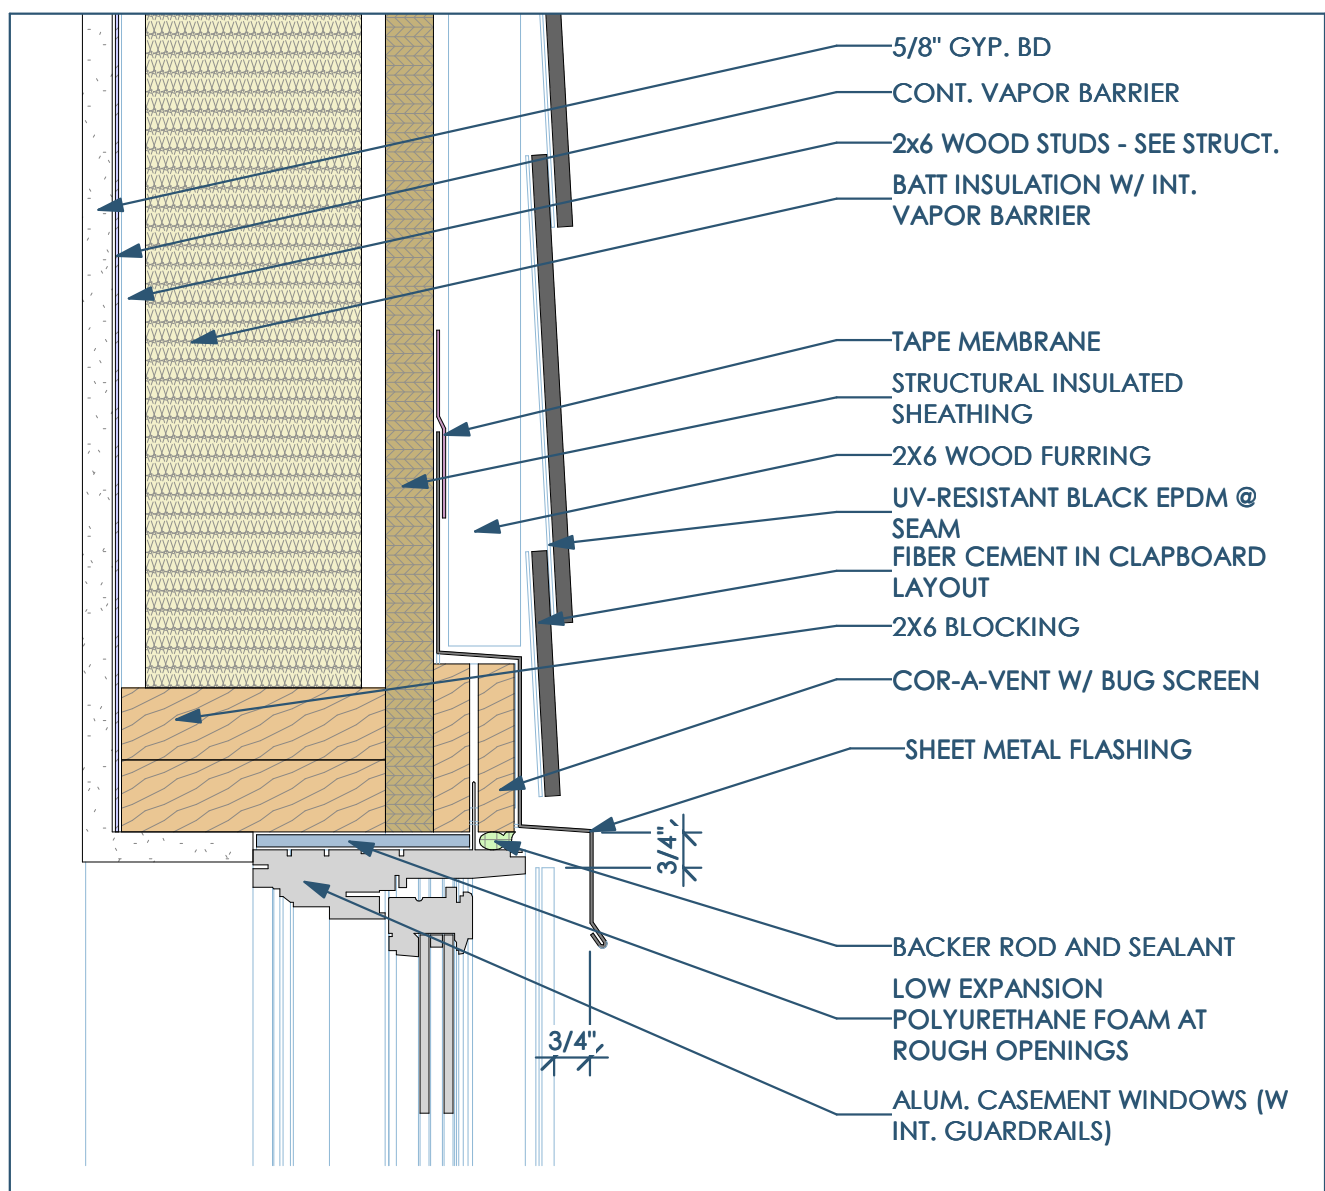 5/8" GYP. BD
CONT. VAPOR BARRIER
2x6 WOOD STUDS - SEE STRUCT.
BATT INSULATION W/ INT.
VAPOR BARRIER
TAPE MEMBRANE
STRUCTURAL INSULATED
SHEATHING
2X6 WOOD FURRING
UV-RESISTANT BLACK EPDM @
SEAM
FIBER CEMENT IN CLAPBOARD
LAYOUT
2X6 BLOCKING
COR-A-VENT W/ BUG SCREEN
SHEET METAL FLASHING
3/4"
BACKER ROD AND SEALANT
LOW EXPANSION
POLYURETHANE FOAM AT
ROUGH OPENINGS
3/4"
ALUM. CASEMENT WINDOWS (W
INT. GUARDRAILS)